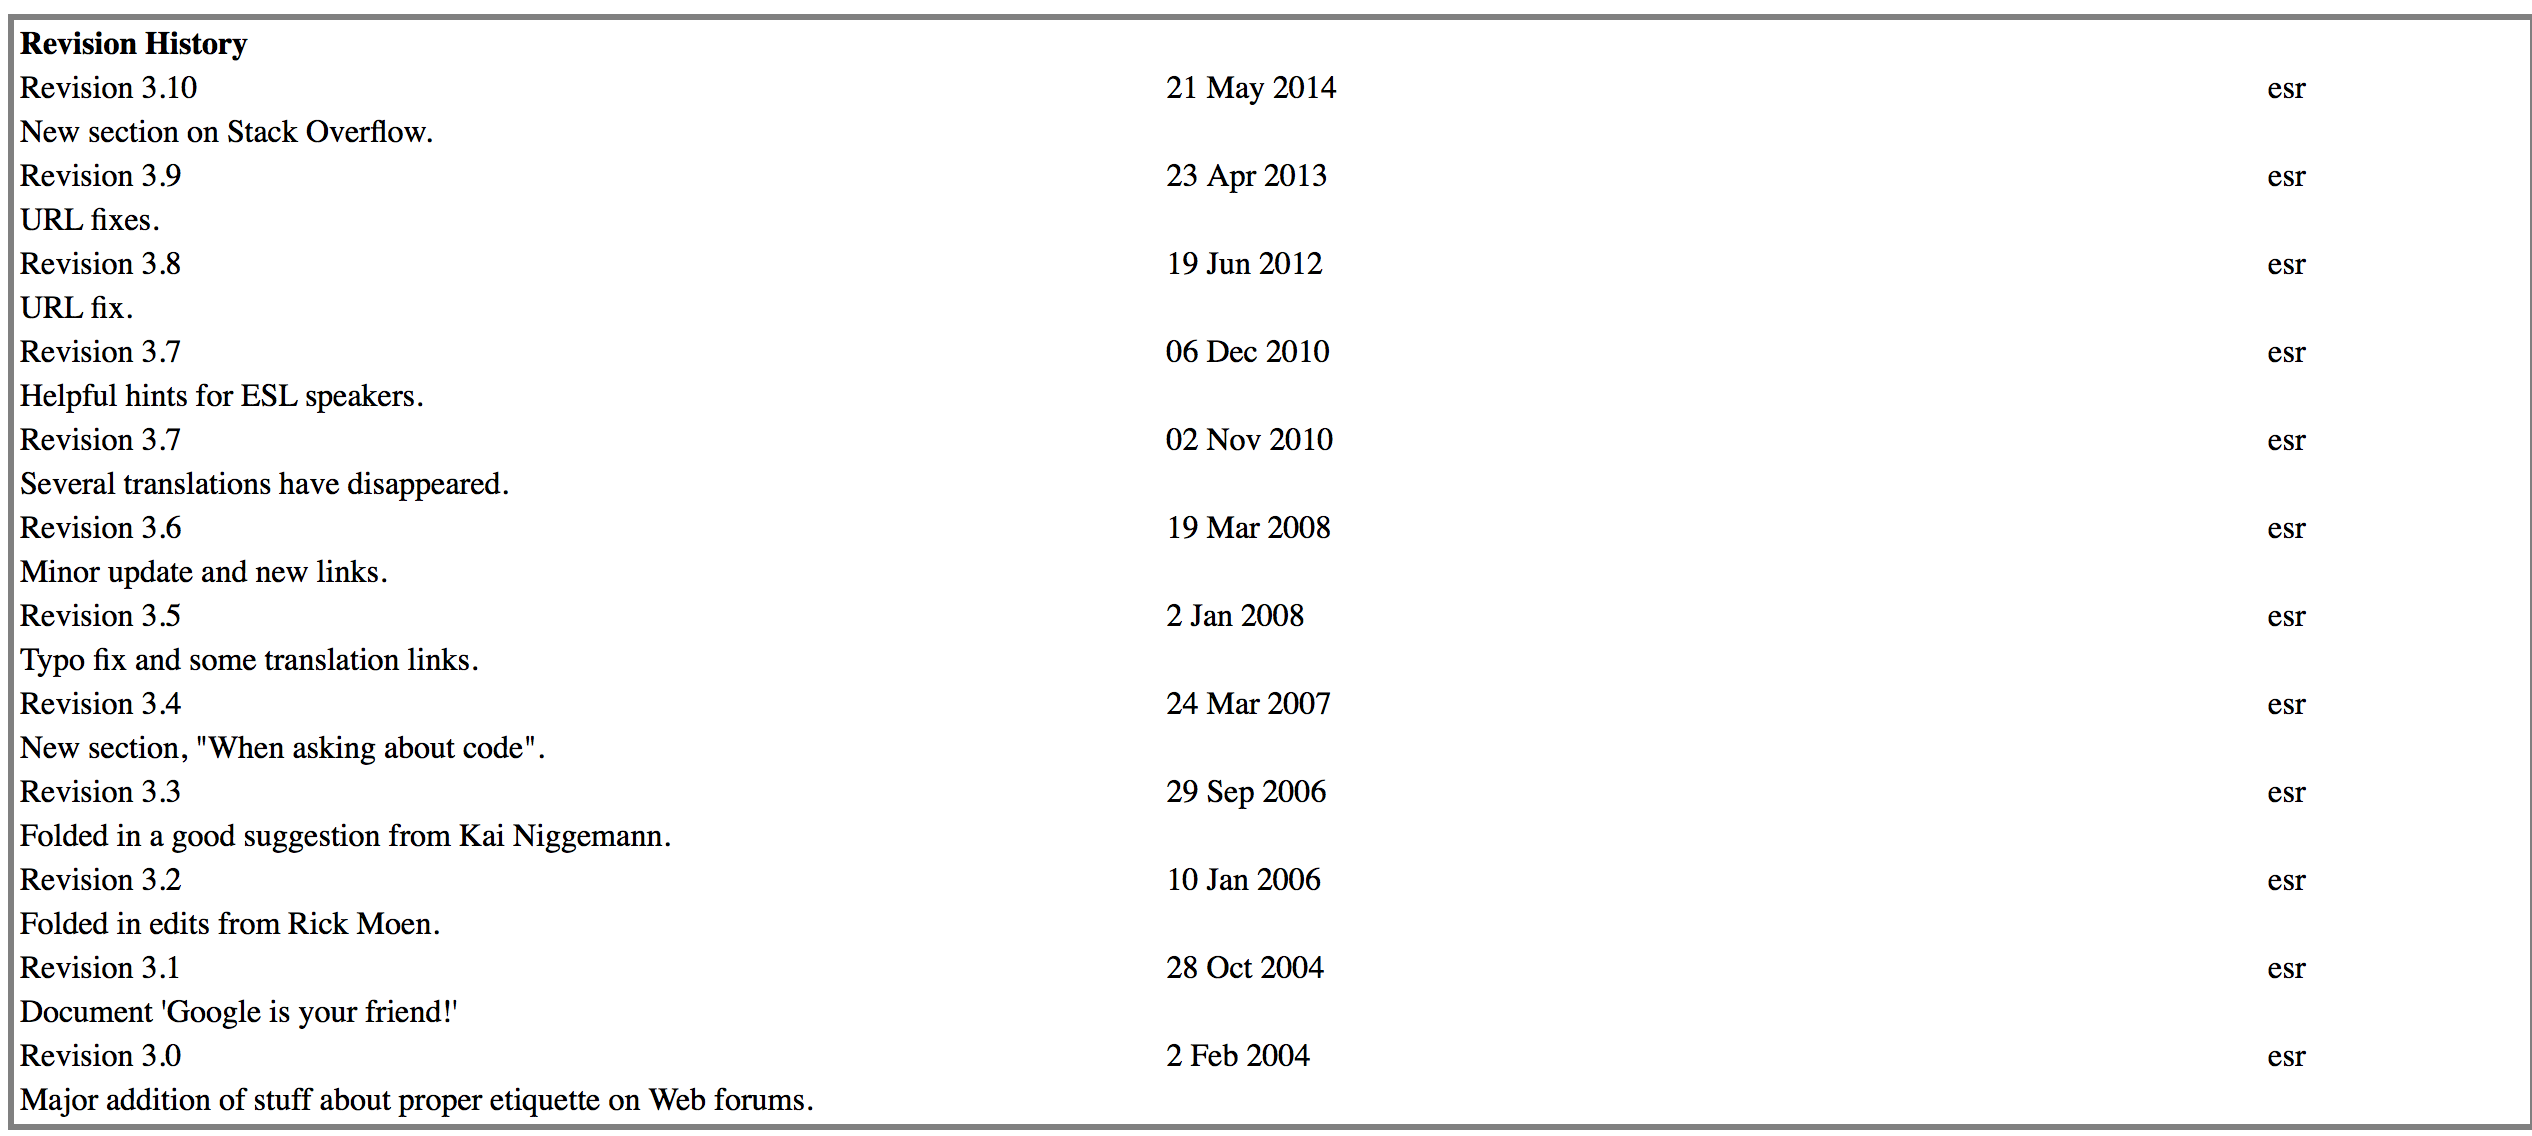 Revision History
Revision 3.10 21 May 2014 esr
New section on Stack Overflow.
Revision 3.9 23 Apr 2013 esr
URL fixes.
Revision 3.8 19 Jun 2012 esr
URL fix.
Revision 3.7 06 Dec 2010 esr
Helpful hints for ESL speakers.
Revision 3.7 02 Nov 2010 esr
Several translations have disappeared.
Revision 3.6 19 Mar 2008 esr
Minor update and new links.
Revision 3.5 2 Jan 2008 esr
Typo fix and some translation links.
Revision 3.4 24 Mar 2007 esr
New section, "When asking about code".
Revision 3.3 29 Sep 2006 esr
Folded in a good suggestion from Kai Niggemann.
Revision 3.2 10 Jan 2006 esr
Folded in edits from Rick Moen.
Revision 3.1 28 Oct 2004 esr
Document 'Google is your friend!'
Revision 3.0 2 Feb 2004 esr
Major addition of stuff about proper etiquette on Web forums.